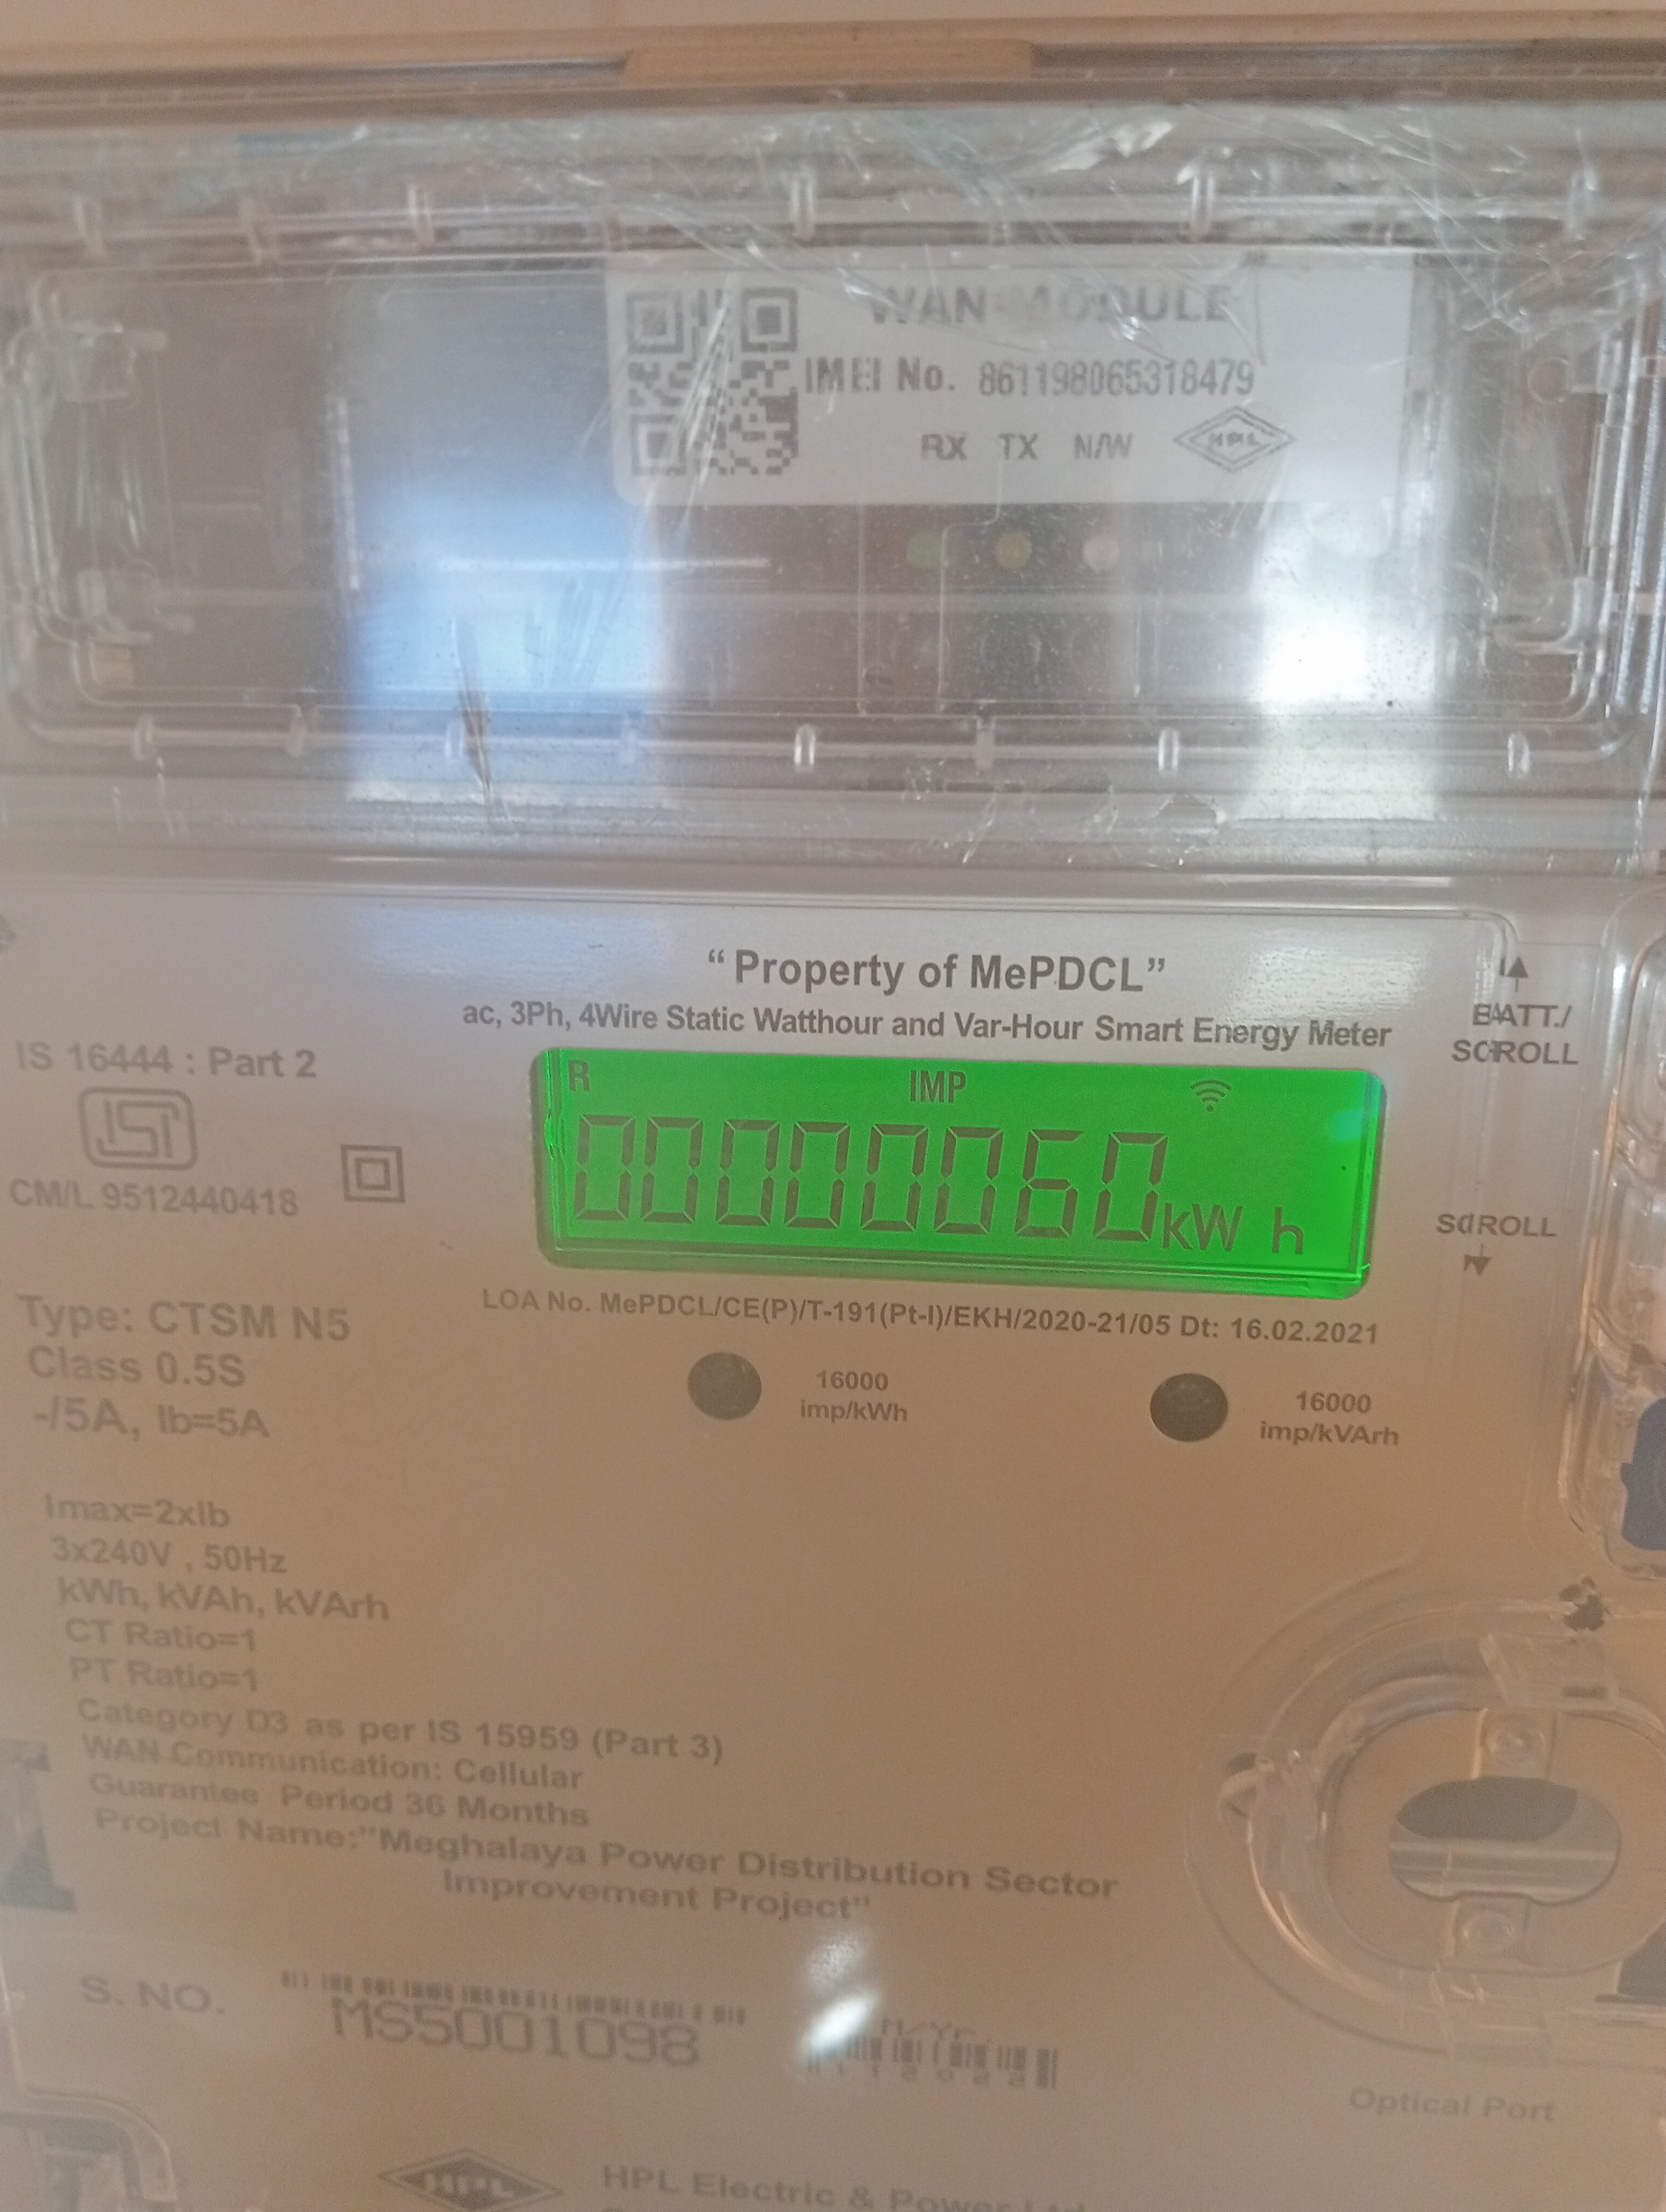 WAN MODULE
IMEI No. 861198065318479
RX TX N/W HPL
“Property of MePDCL”
ac, 3Ph, 4Wire Static Watthour and Var-Hour Smart Energy Meter
BATT./
SCROLL
IS 16444 : Part 2
ISI
CM/L 9512440418
R IMP
00000060 kW h
SCROLL
LOA No. MePDCL/CE(P)/T-191(Pt-I)/EKH/2020-21/05 Dt: 16.02.2021
Type: CTSM N5
Class 0.5S
-/5A, Ib=5A
16000
imp/kWh
16000
imp/kVArh
Imax=2xIb
3x240V , 50Hz
kWh, kVAh, kVArh
CT Ratio=1
PT Ratio=1
Category D3 as per IS 15959 (Part 3)
WAN Communication: Cellular
Guarantee Period 36 Months
Project Name:"Meghalaya Power Distribution Sector
Improvement Project"
S. NO.
MS5001098
M/Yr.
Optical Port
HPL
HPL Electric & Power Ltd